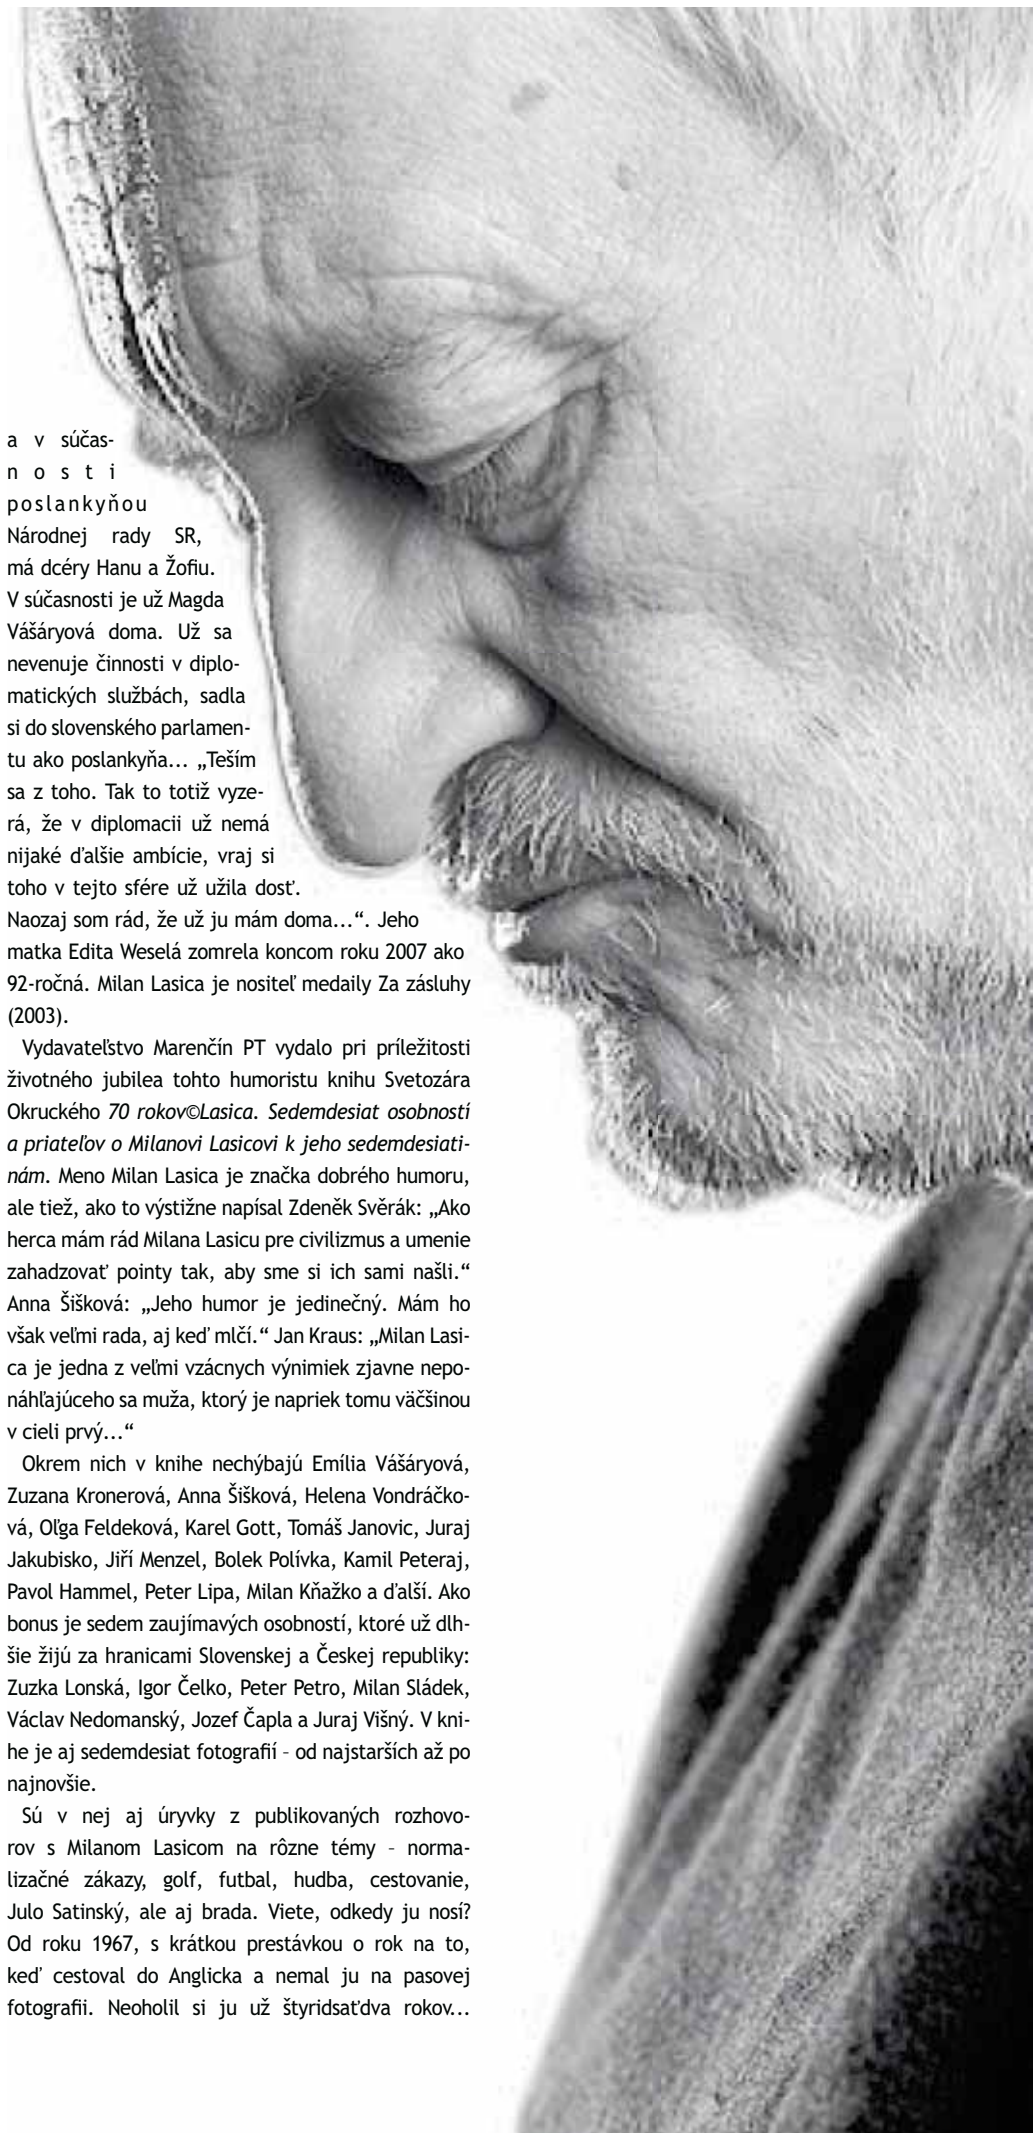 a v súčas-
nosti
poslankyňou
Národnej rady SR,
má dcéry Hanu a Žofiu.
V súčasnosti je už Magda
Vášáryová doma. Už sa
nevenuje činnosti v diplo-
matických službách, sadla
si do slovenského parlamen-
tu ako poslankyňa... „Teším
sa z toho. Tak to totiž vyze-
rá, že v diplomacii už nemá
nijaké ďalšie ambície, vraj si
toho v tejto sfére už užila dosť.
Naozaj som rád, že už ju mám doma...“. Jeho
matka Edita Weselá zomrela koncom roku 2007 ako
92-ročná. Milan Lasica je nositeľ medaily Za zásluhy
(2003).
Vydavateľstvo Marenčín PT vydalo pri príležitosti
životného jubilea tohto humoristu knihu Svetozára
Okruckého 70 rokov©Lasica. Sedemdesiat osobností
a priateľov o Milanovi Lasicovi k jeho sedemdesiati-
nám. Meno Milan Lasica je značka dobrého humoru,
ale tiež, ako to výstižne napísal Zdeněk Svěrák: „Ako
herca mám rád Milana Lasicu pre civilizmus a umenie
zahadzovať pointy tak, aby sme si ich sami našli.“
Anna Šišková: „Jeho humor je jedinečný. Mám ho
však veľmi rada, aj keď mlčí.“ Jan Kraus: „Milan Lasi-
ca je jedna z veľmi vzácnych výnimiek zjavne nepo-
náhľajúceho sa muža, ktorý je napriek tomu väčšinou
v cieli prvý...“
Okrem nich v knihe nechýbajú Emília Vášáryová,
Zuzana Kronerová, Anna Šišková, Helena Vondráčko-
vá, Oľga Feldeková, Karel Gott, Tomáš Janovic, Juraj
Jakubisko, Jiří Menzel, Bolek Polívka, Kamil Peteraj,
Pavol Hammel, Peter Lipa, Milan Kňažko a ďalší. Ako
bonus je sedem zaujímavých osobností, ktoré už dlh-
šie žijú za hranicami Slovenskej a Českej republiky:
Zuzka Lonská, Igor Čelko, Peter Petro, Milan Sládek,
Václav Nedomanský, Jozef Čapla a Juraj Višný. V kni-
he je aj sedemdesiat fotografií – od najstarších až po
najnovšie.
Sú v nej aj úryvky z publikovaných rozhovo-
rov s Milanom Lasicom na rôzne témy – norma-
lizačné zákazy, golf, futbal, hudba, cestovanie,
Julo Satinský, ale aj brada. Viete, odkedy ju nosí?
Od roku 1967, s krátkou prestávkou o rok na to,
keď cestoval do Anglicka a nemal ju na pasovej
fotografii. Neoholil si ju už štyridsaťdva rokov...